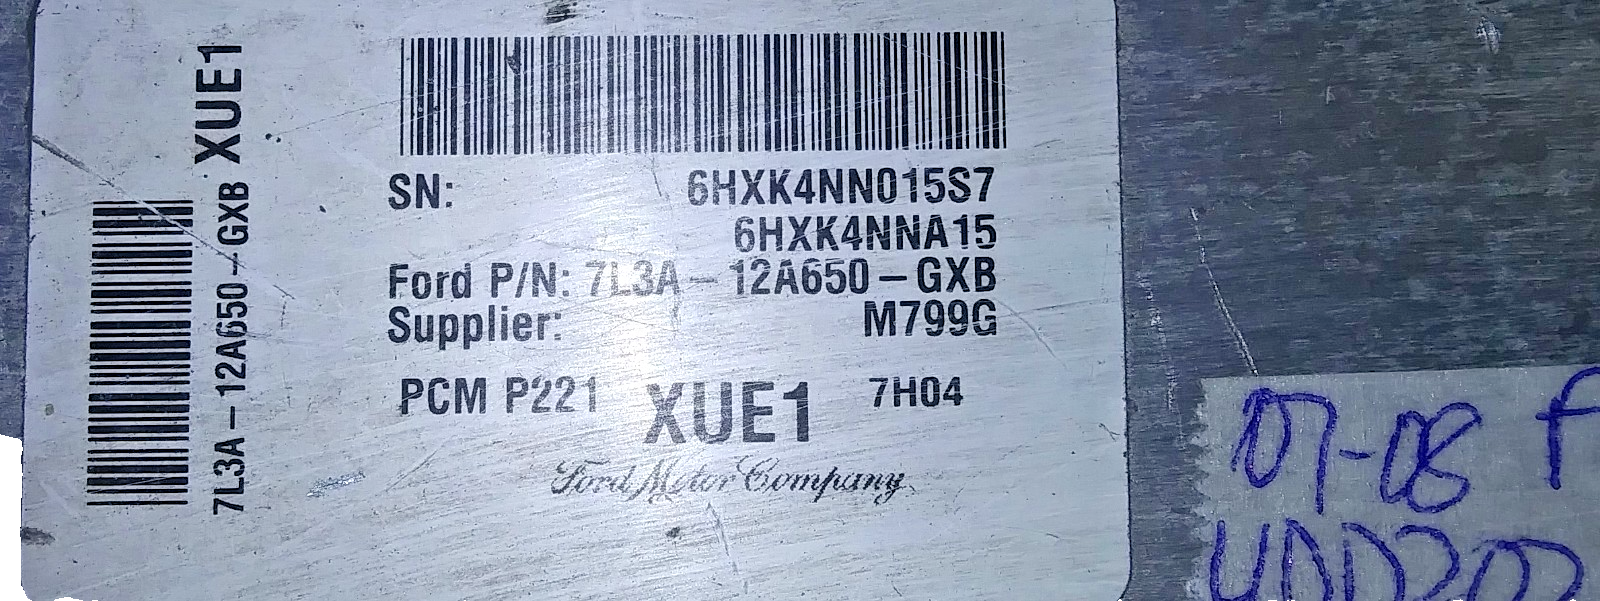 7L3A-12A650-GXB XUE1
SN: 6HXK4NN015S7
6HXK4NNA15
Ford P/N: 7L3A-12A650-GXB
Supplier: M799G
PCM P221 XUE1 7H04
Ford Motor Company
07-08 f